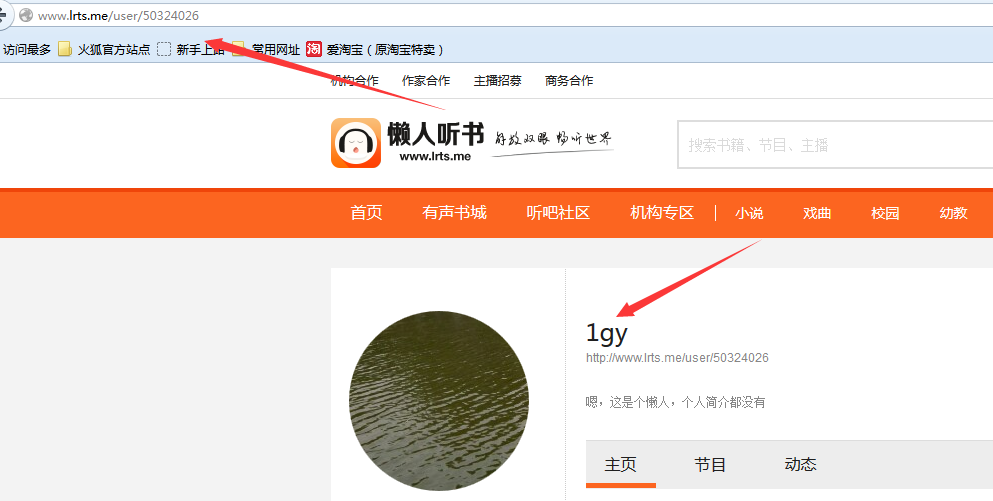 www.lrts.me/user/50324026
访问最多 火狐官方站点 新手上路 常用网址 淘 爱淘宝（原淘宝特卖）
机构合作 作家合作 主播招募 商务合作
懒人听书 解放双眼 畅听世界
www.lrts.me
搜索书籍、节目、主播
首页 有声书城 听吧社区 机构专区 小说 戏曲 校园 幼教
1gy
http://www.lrts.me/user/50324026
嗯，这是个懒人，个人简介都没有
主页 节目 动态